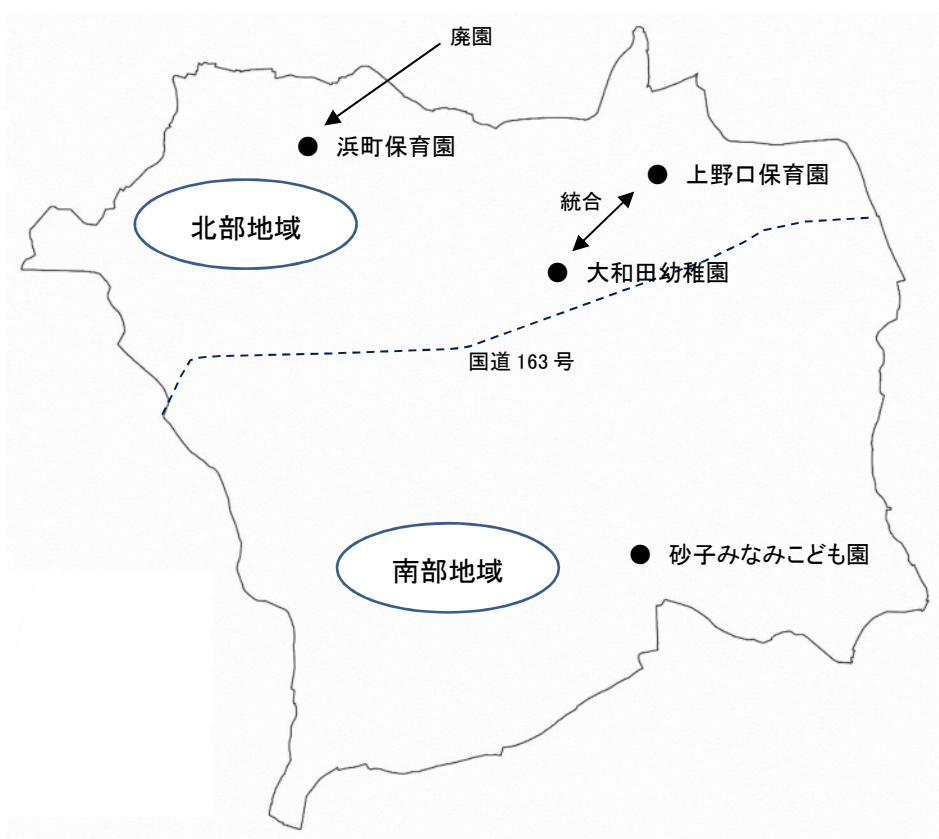 廃園
浜町保育園
上野口保育園
統合
北部地域
大和田幼稚園
国道 163 号
砂子みなみこども園
南部地域